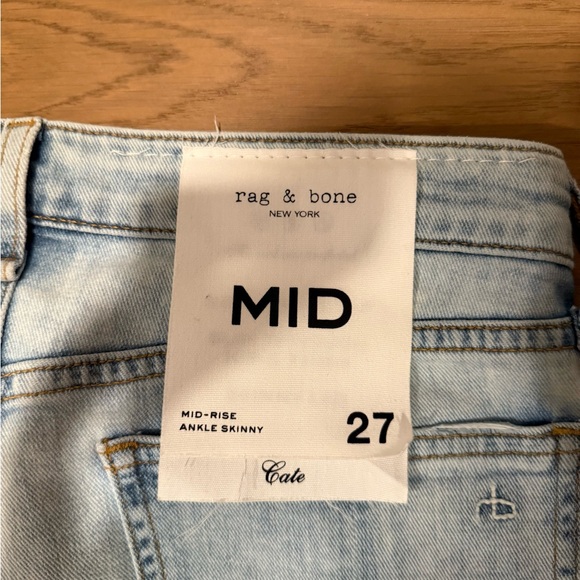 rag & bone
NEW YORK
MID
MID-RISE
ANKLE SKINNY
27
Cate